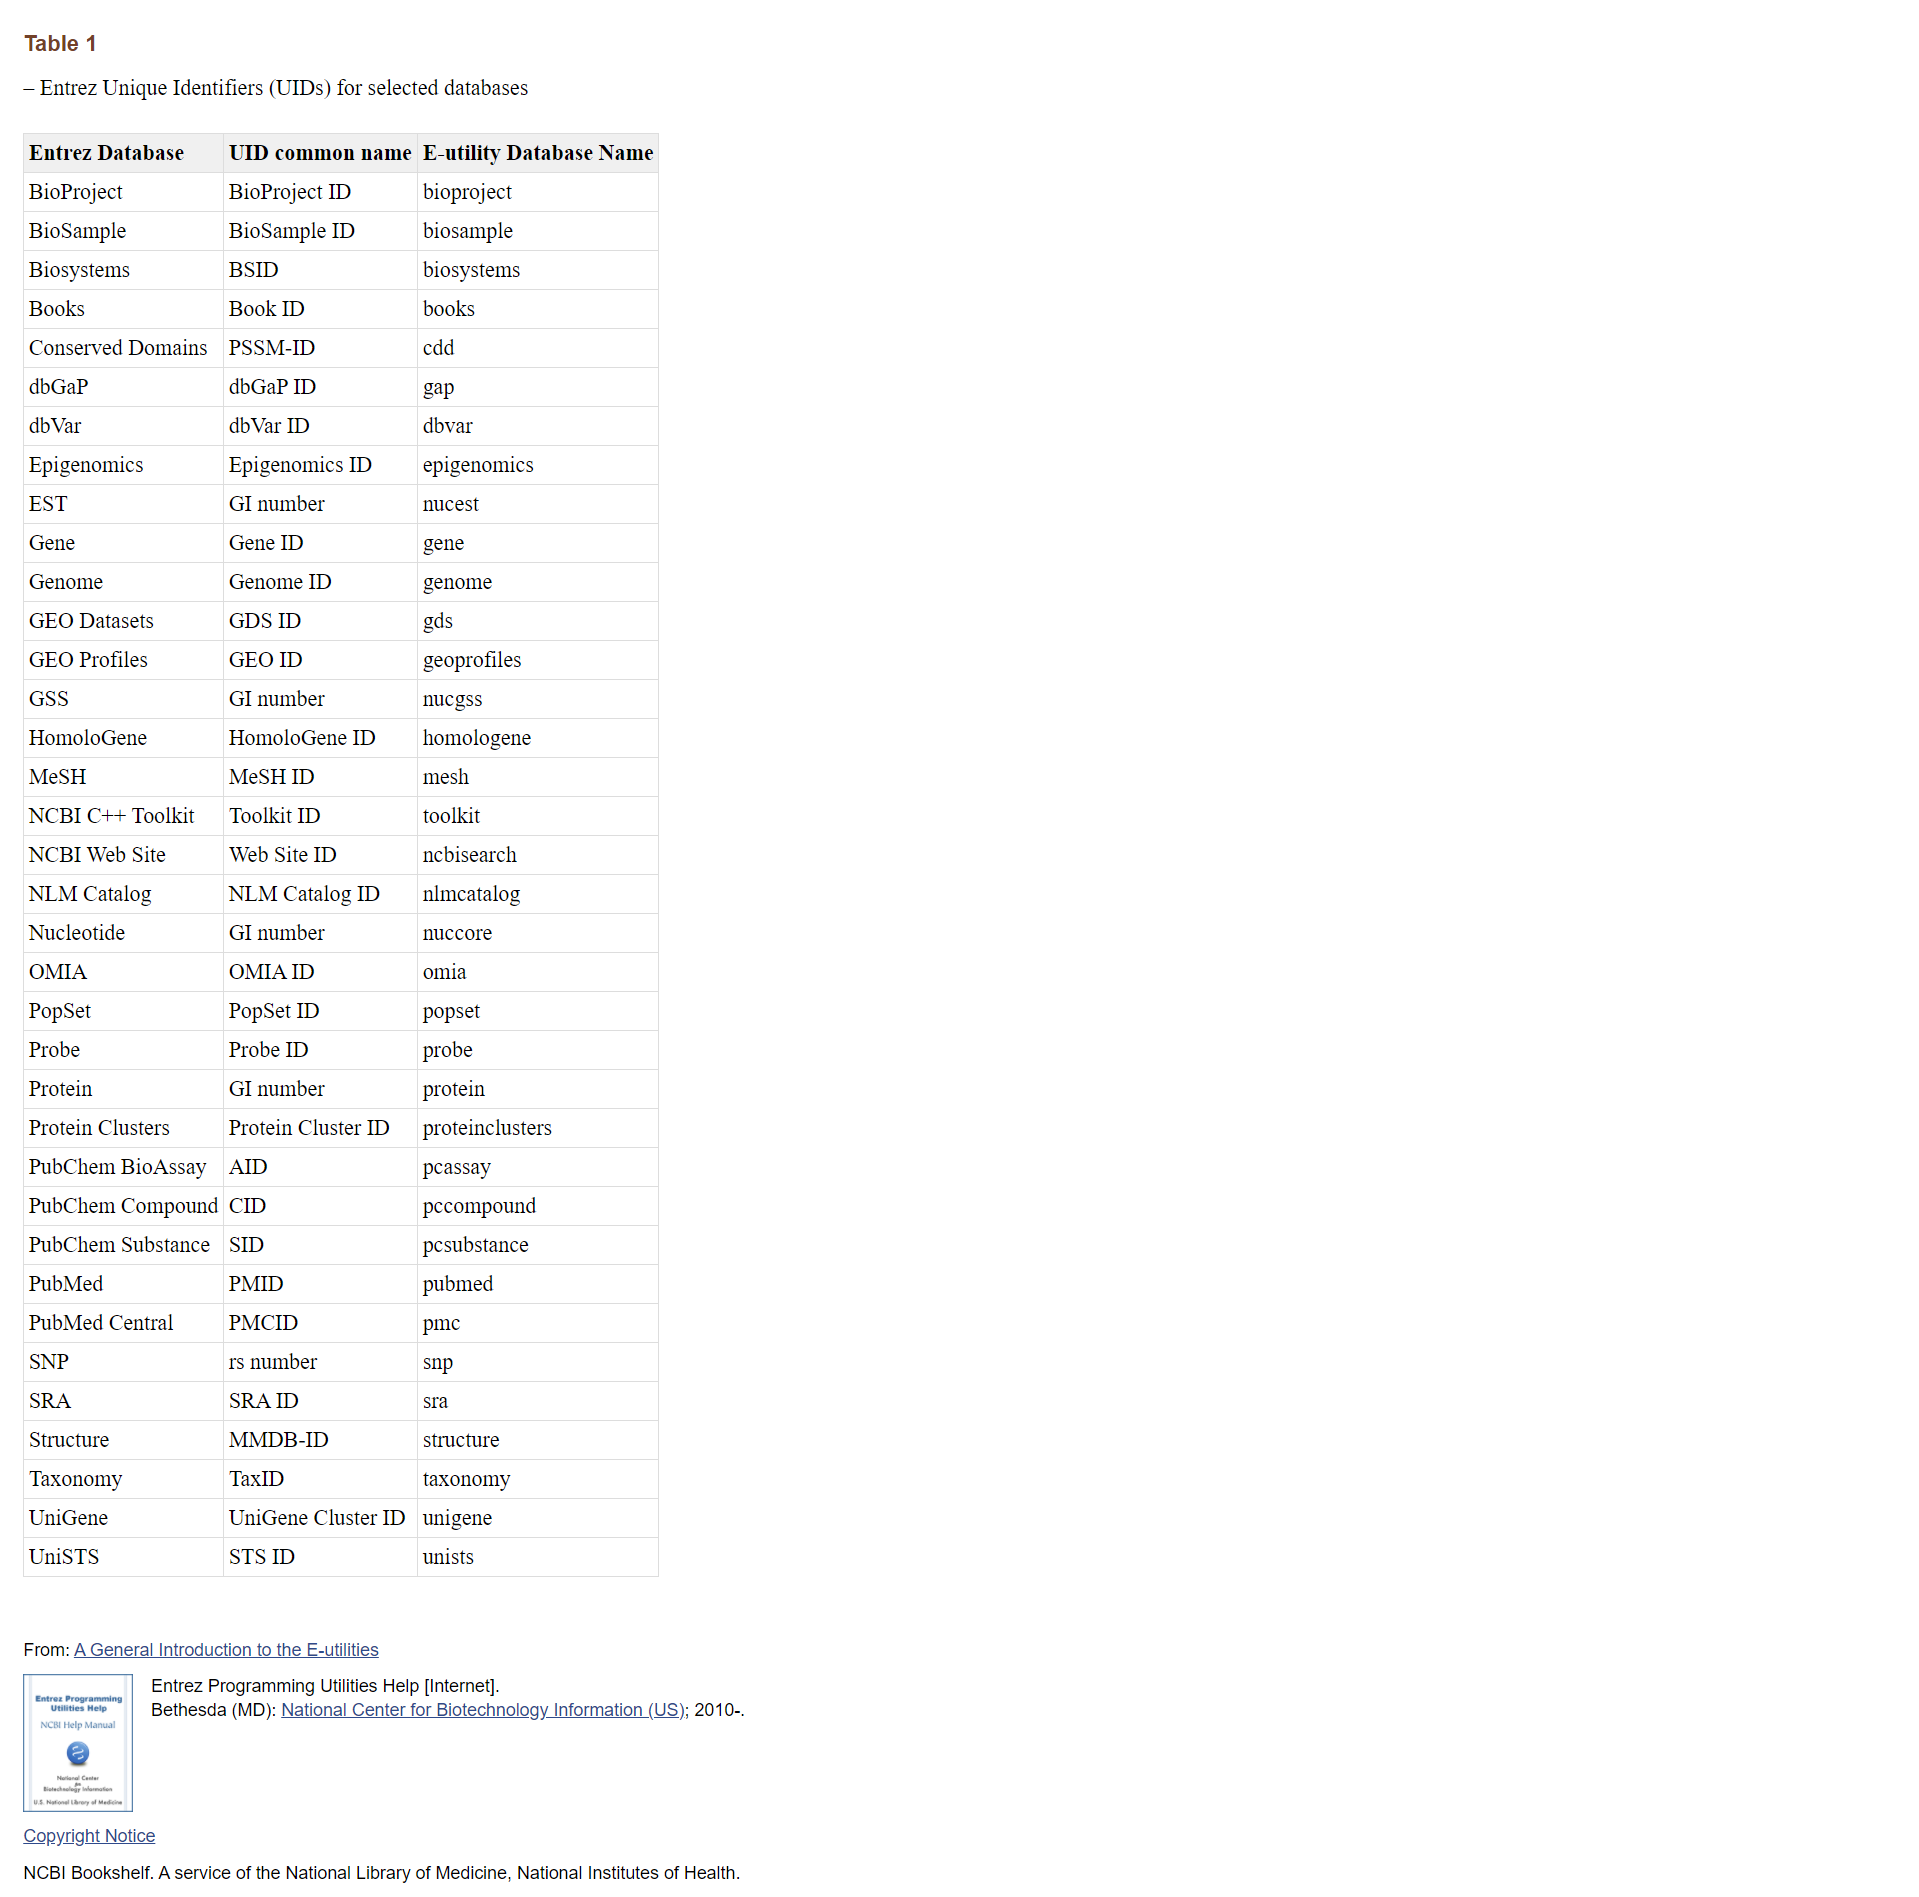 Table 1
– Entrez Unique Identifiers (UIDs) for selected databases
Entrez Database UID common name E-utility Database Name
BioProject BioProject ID bioproject
BioSample BioSample ID biosample
Biosystems BSID biosystems
Books Book ID books
Conserved Domains PSSM-ID cdd
dbGaP dbGaP ID gap
dbVar dbVar ID dbvar
Epigenomics Epigenomics ID epigenomics
EST GI number nucest
Gene Gene ID gene
Genome Genome ID genome
GEO Datasets GDS ID gds
GEO Profiles GEO ID geoprofiles
GSS GI number nucgss
HomoloGene HomoloGene ID homologene
MeSH MeSH ID mesh
NCBI C++ Toolkit Toolkit ID toolkit
NCBI Web Site Web Site ID ncbisearch
NLM Catalog NLM Catalog ID nlmcatalog
Nucleotide GI number nuccore
OMIA OMIA ID omia
PopSet PopSet ID popset
Probe Probe ID probe
Protein GI number protein
Protein Clusters Protein Cluster ID proteinclusters
PubChem BioAssay AID pcassay
PubChem Compound CID pccompound
PubChem Substance SID pcsubstance
PubMed PMID pubmed
PubMed Central PMCID pmc
SNP rs number snp
SRA SRA ID sra
Structure MMDB-ID structure
Taxonomy TaxID taxonomy
UniGene UniGene Cluster ID unigene
UniSTS STS ID unists
From: A General Introduction to the E-utilities
Entrez Programming
Utilities Help
NCBI Help Manual
National Center
for
Biotechnology Information
U.S. National Library of Medicine
Entrez Programming Utilities Help [Internet].
Bethesda (MD): National Center for Biotechnology Information (US); 2010-.
Copyright Notice
NCBI Bookshelf. A service of the National Library of Medicine, National Institutes of Health.